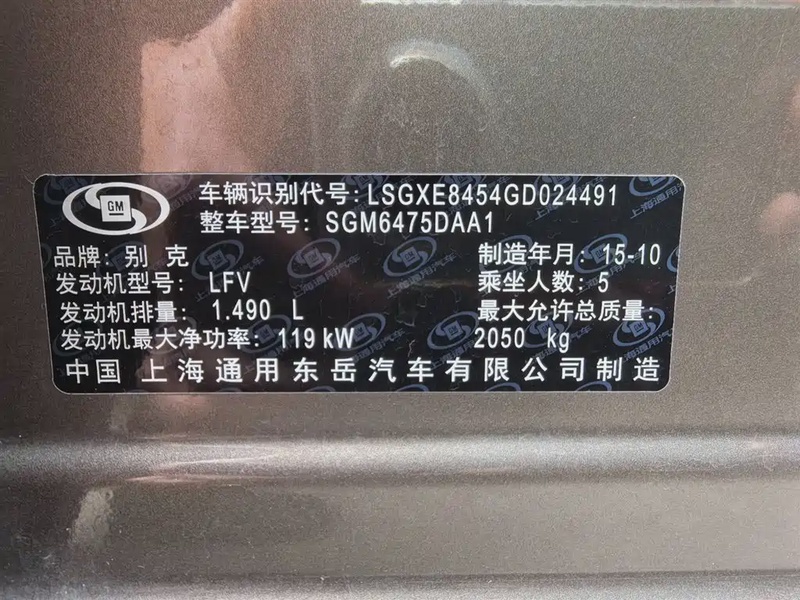 GM
车辆识别代号:LSGXE8454GD024491
整车型号: SGM6475DAA1
品牌: 别 克 制造年月: 15-10
发动机型号: LFV 乘坐人数: 5
发动机排量: 1.490 L 最大允许总质量:
发动机最大净功率: 119 kW 2050 kg
中国 上海通用东岳汽车有限公司制造